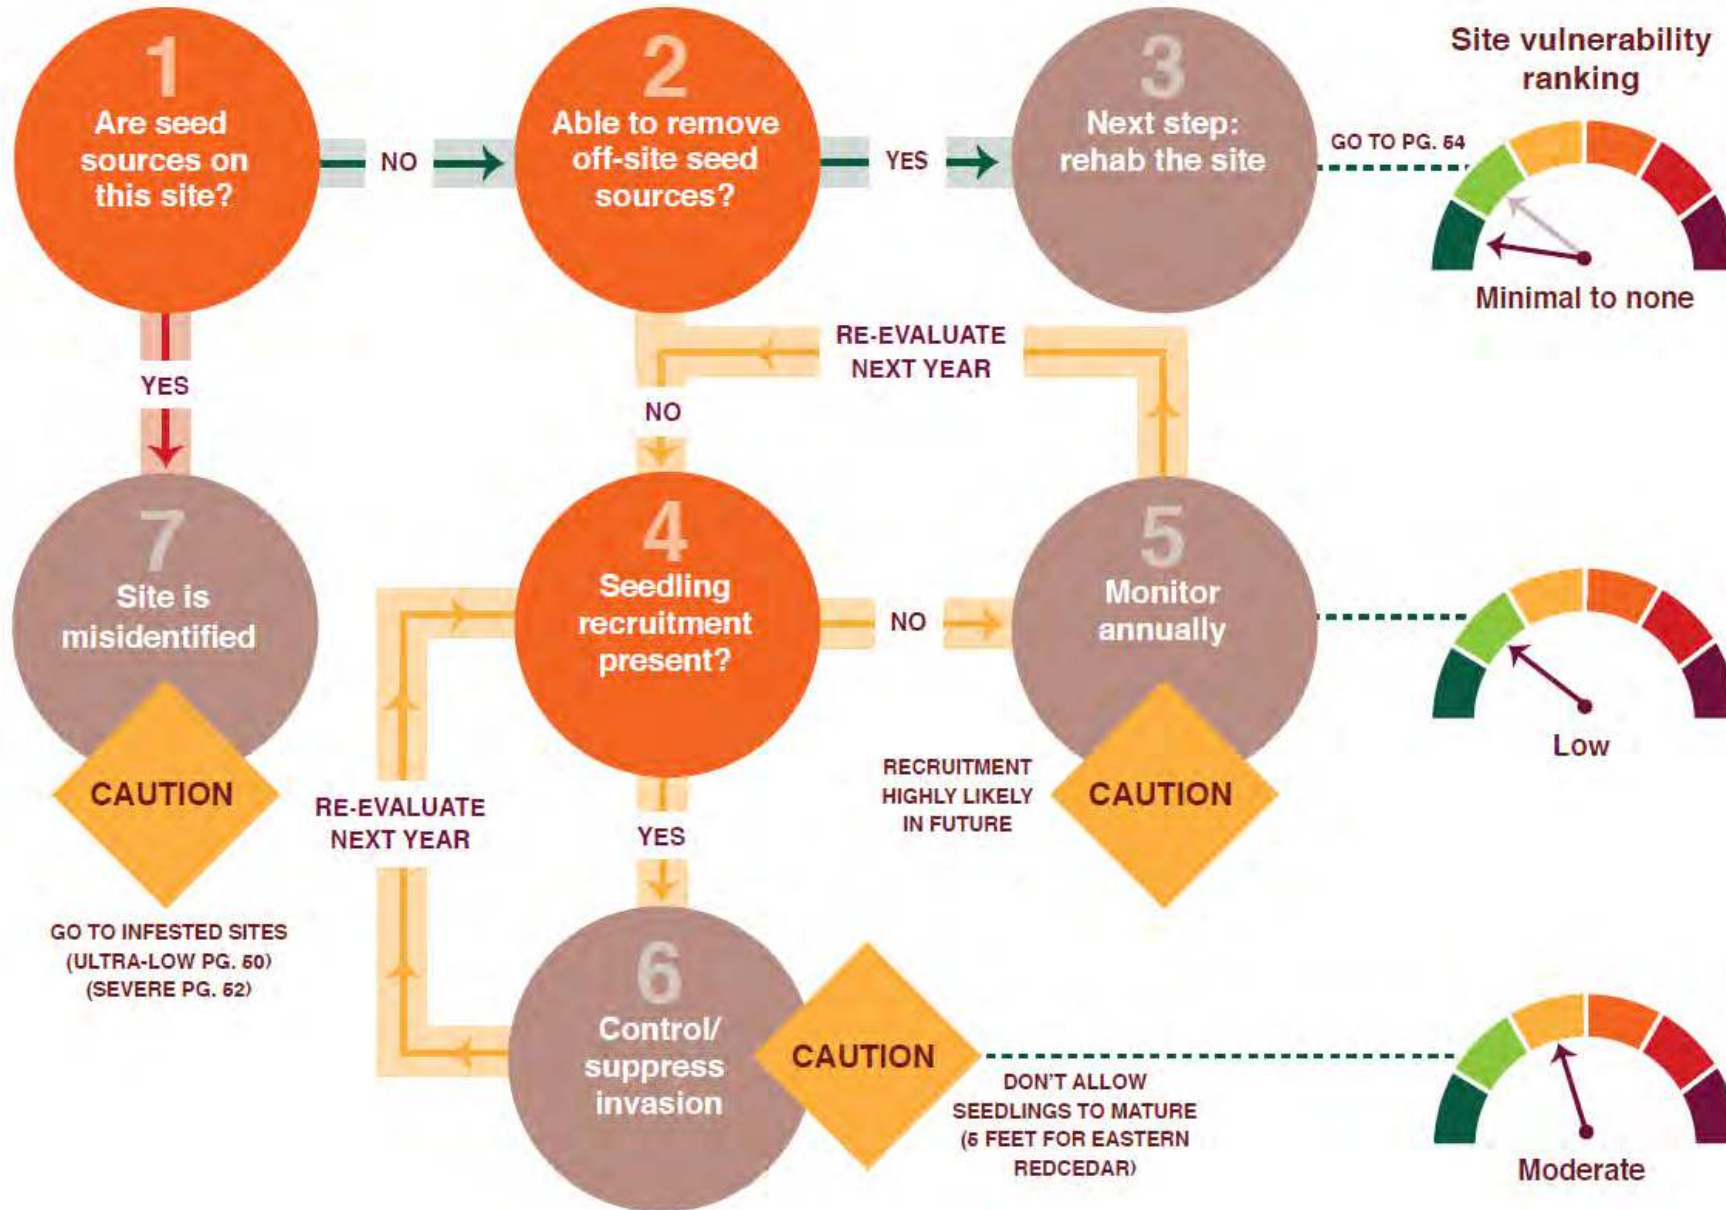 1
Are seed
sources on
this site?
NO
2
Able to remove
off-site seed
sources?
YES
3
Next step:
rehab the site
GO TO PG. 54
Site vulnerability
ranking
Minimal to none
YES
NO
RE-EVALUATE
NEXT YEAR
7
Site is
misidentified
CAUTION
GO TO INFESTED SITES
(ULTRA-LOW PG. 50)
(SEVERE PG. 52)
4
Seedling
recruitment
present?
NO
5
Monitor
annually
CAUTION
RECRUITMENT
HIGHLY LIKELY
IN FUTURE
Low
RE-EVALUATE
NEXT YEAR
YES
6
Control/
suppress
invasion
CAUTION
DON'T ALLOW
SEEDLINGS TO MATURE
(5 FEET FOR EASTERN
REDCEDAR)
Moderate